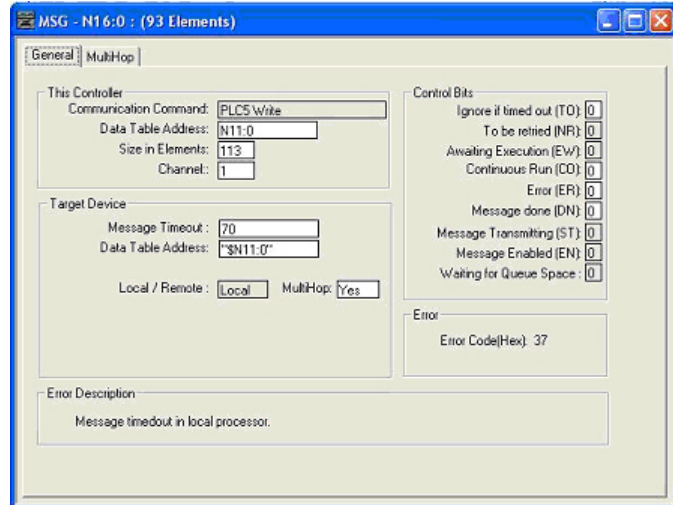 MSG - N16:0 : (93 Elements)
General MultiHop
This Controller
Communication Command: PLC5 Write
Data Table Address: N11:0
Size in Elements: 113
Channel:: 1
Target Device
Message Timeout : 70
Data Table Address: "$N11:0"
Local / Remote : Local MultiHop: Yes
Control Bits
Ignore if timed out (TO): 0
To be retried (NR): 0
Awaiting Execution (EW): 0
Continuous Run (CO): 0
Error (ER): 0
Message done (DN): 0
Message Transmitting (ST): 0
Message Enabled (EN): 0
Waiting for Queue Space : 0
Error
Error Code(Hex): 37
Error Description
Message timedout in local processor.